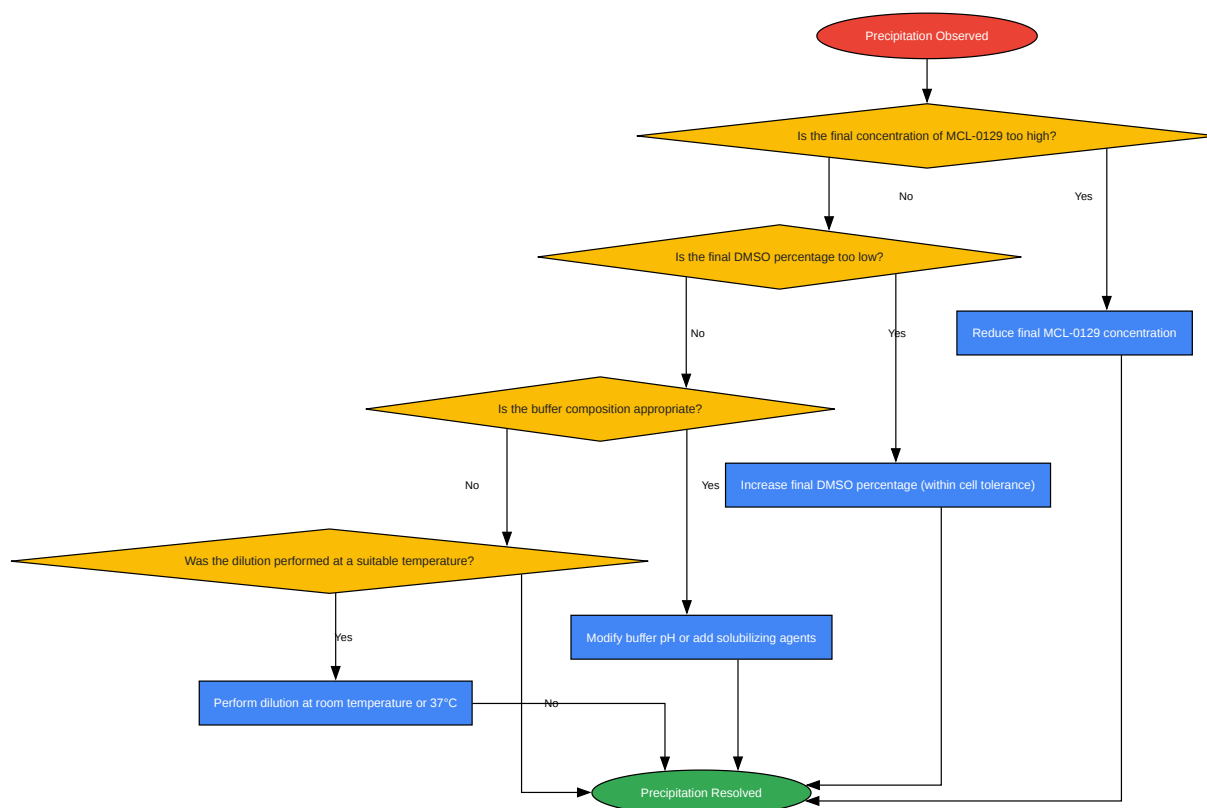 Precipitation Observed
Is the final concentration of MCL-0129 too high?
No
Yes
Is the final DMSO percentage too low?
No
Yes
Reduce final MCL-0129 concentration
Is the buffer composition appropriate?
No
Yes
Increase final DMSO percentage (within cell tolerance)
Was the dilution performed at a suitable temperature?
Yes
Modify buffer pH or add solubilizing agents
Perform dilution at room temperature or 37°C
No
Precipitation Resolved